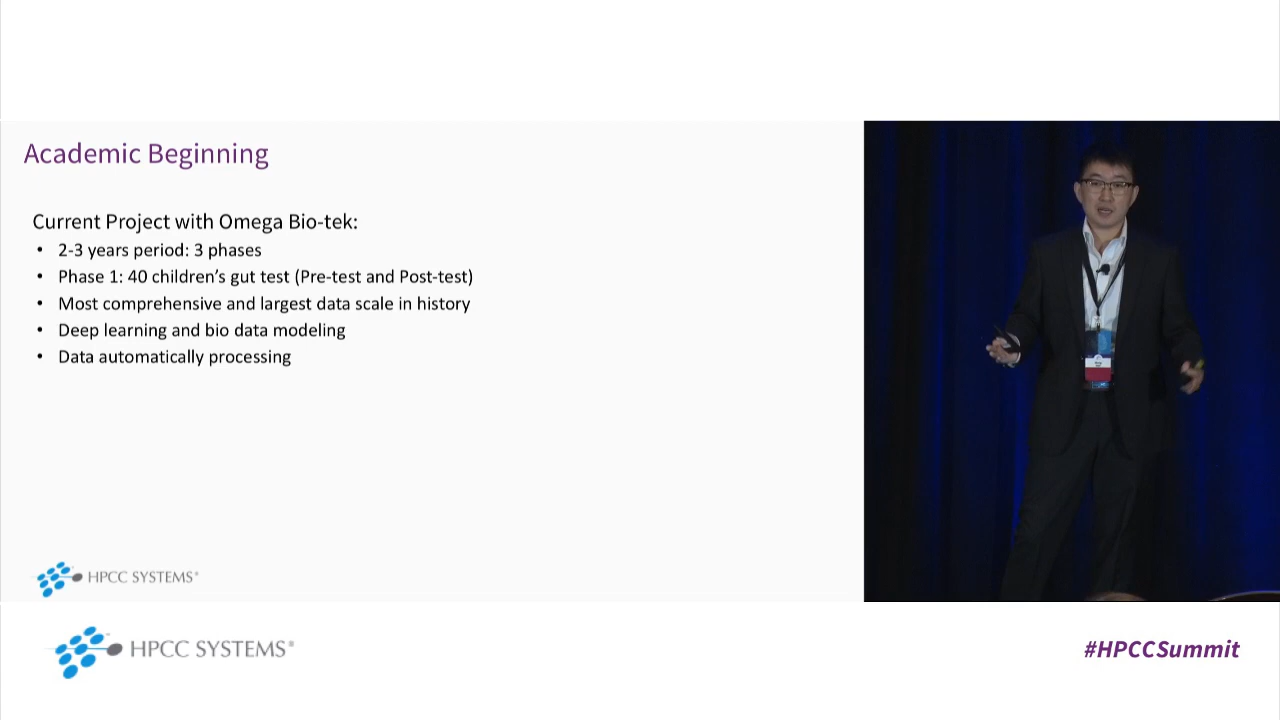 Academic Beginning
Current Project with Omega Bio-tek:
• 2-3 years period: 3 phases
• Phase 1: 40 children’s gut test (Pre-test and Post-test)
• Most comprehensive and largest data scale in history
• Deep learning and bio data modeling
• Data automatically processing
HPCC SYSTEMS®
HPCC SYSTEMS®
#HPCCSummit